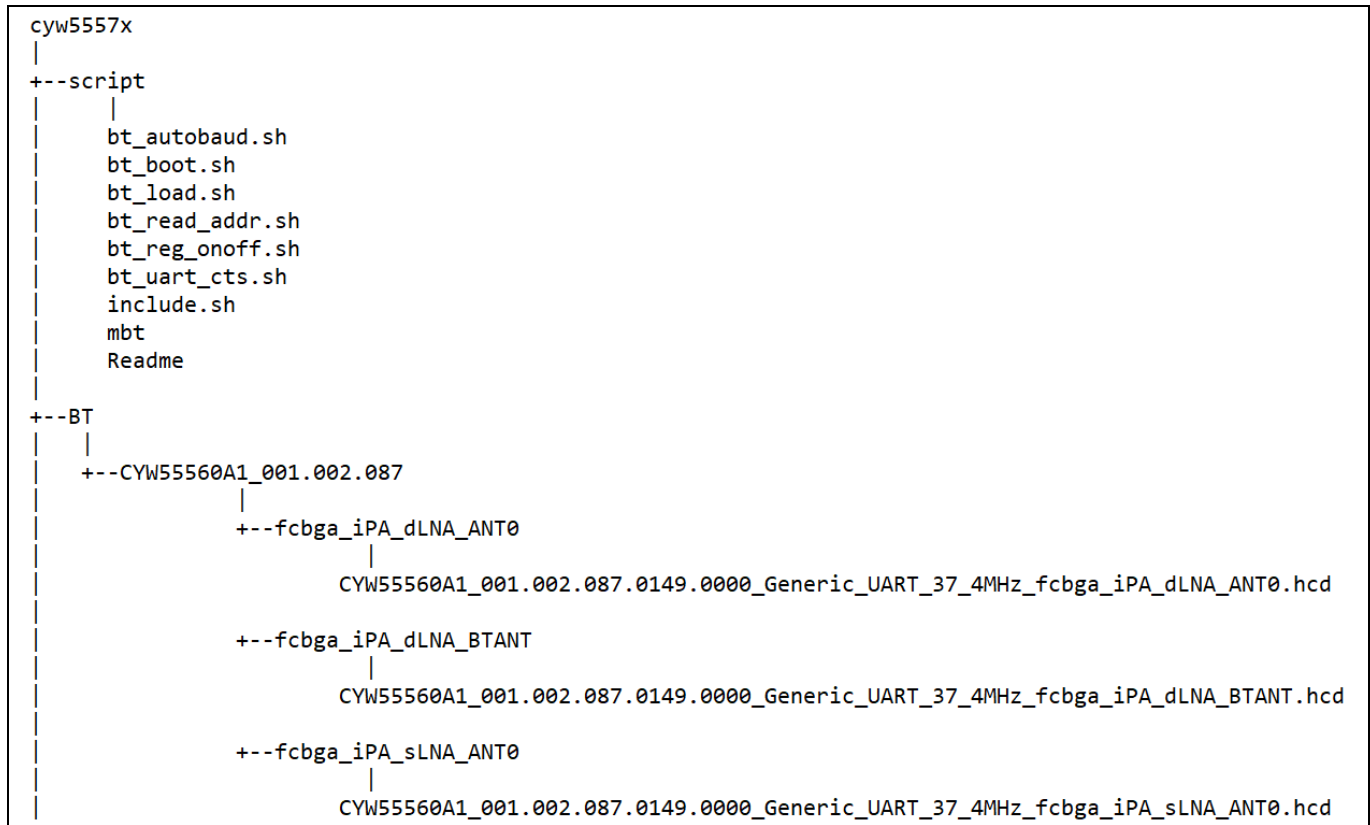 cyw5557x
|
+--script
|     |
|     bt_autobaud.sh
|     bt_boot.sh
|     bt_load.sh
|     bt_read_addr.sh
|     bt_reg_onoff.sh
|     bt_uart_cts.sh
|     include.sh
|     mbt
|     Readme
|
+--BT
|   |
|   +--CYW55560A1_001.002.087
|               |
|               +--fcbga_iPA_dLNA_ANT0
|                         |
|                       CYW55560A1_001.002.087.0149.0000_Generic_UART_37_4MHz_fcbga_iPA_dLNA_ANT0.hcd
|
|               +--fcbga_iPA_dLNA_BTANT
|                         |
|                       CYW55560A1_001.002.087.0149.0000_Generic_UART_37_4MHz_fcbga_iPA_dLNA_BTANT.hcd
|
|               +--fcbga_iPA_sLNA_ANT0
|                         |
|                       CYW55560A1_001.002.087.0149.0000_Generic_UART_37_4MHz_fcbga_iPA_sLNA_ANT0.hcd